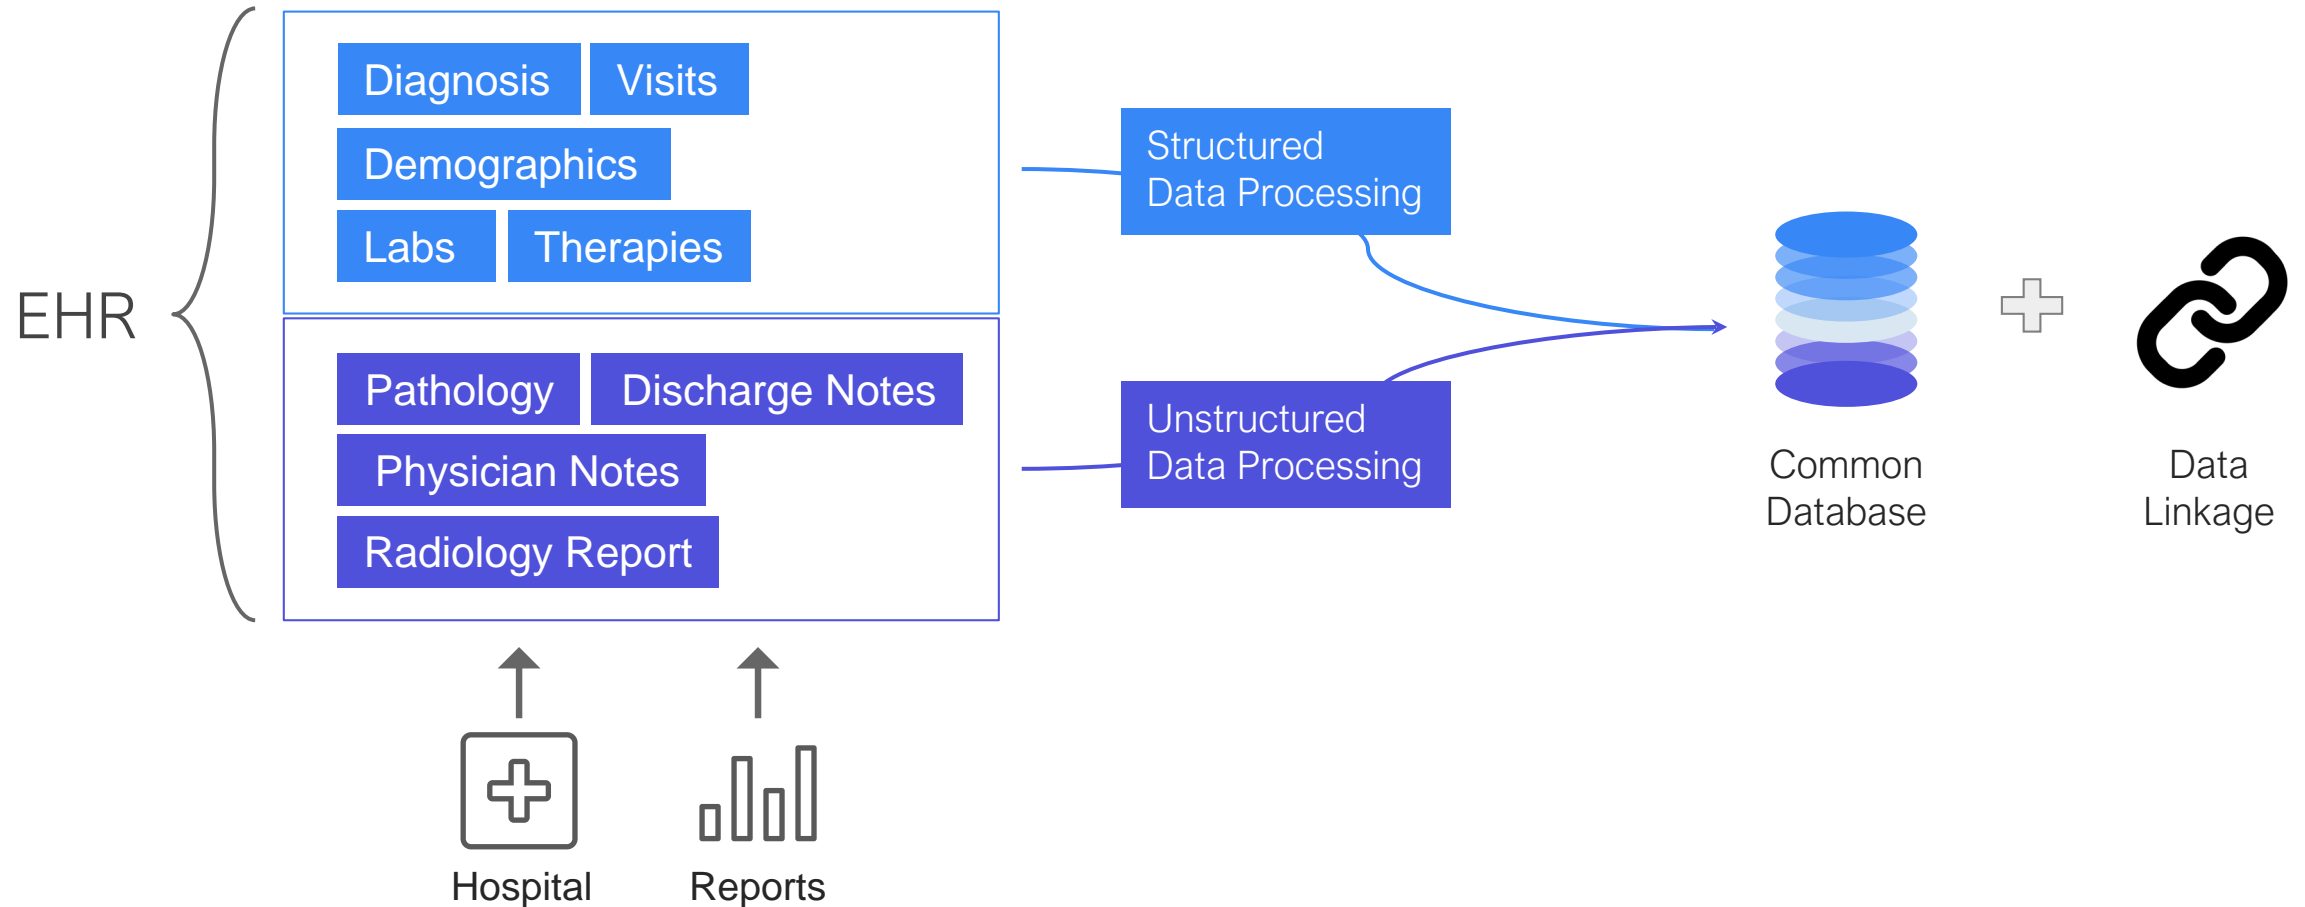 EHR
Diagnosis
Visits
Demographics
Labs
Therapies
Pathology
Discharge Notes
Physician Notes
Radiology Report
Hospital
Reports
Structured
Data Processing
Unstructured
Data Processing
Common
Database
Data
Linkage